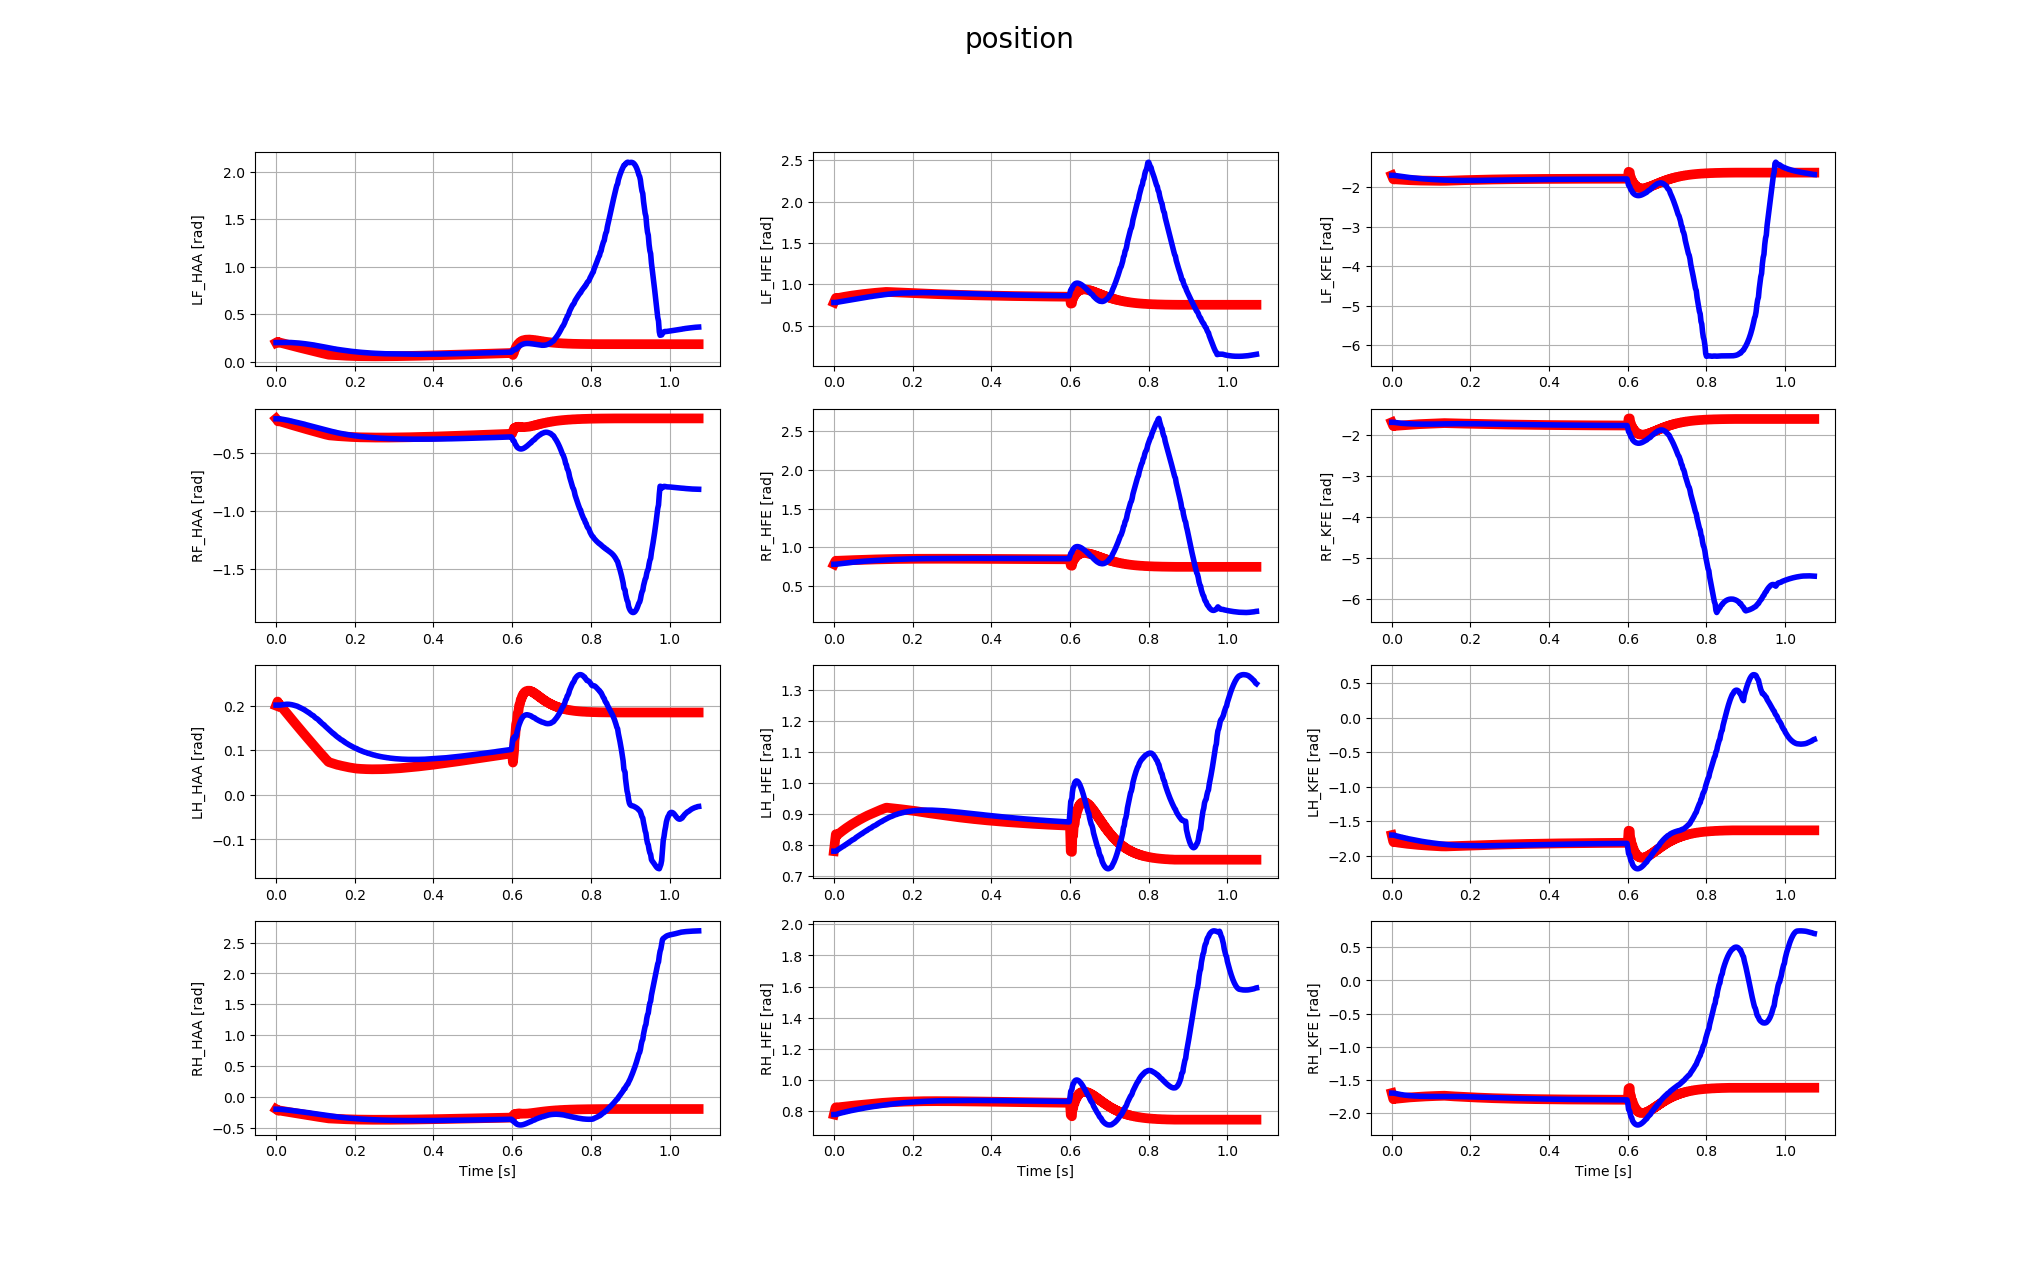 position
LF_HAA [rad]
2.0
1.5
1.0
0.5
0.0
0.0 0.2 0.4 0.6 0.8 1.0
LF_HFE [rad]
2.5
2.0
1.5
1.0
0.5
0.0 0.2 0.4 0.6 0.8 1.0
LF_KFE [rad]
−2
−3
−4
−5
−6
0.0 0.2 0.4 0.6 0.8 1.0
RF_HAA [rad]
−0.5
−1.0
−1.5
0.0 0.2 0.4 0.6 0.8 1.0
RF_HFE [rad]
2.5
2.0
1.5
1.0
0.5
0.0 0.2 0.4 0.6 0.8 1.0
RF_KFE [rad]
−2
−3
−4
−5
−6
0.0 0.2 0.4 0.6 0.8 1.0
LH_HAA [rad]
0.2
0.1
0.0
−0.1
0.0 0.2 0.4 0.6 0.8 1.0
LH_HFE [rad]
1.3
1.2
1.1
1.0
0.9
0.8
0.7
0.0 0.2 0.4 0.6 0.8 1.0
LH_KFE [rad]
0.5
0.0
−0.5
−1.0
−1.5
−2.0
0.0 0.2 0.4 0.6 0.8 1.0
RH_HAA [rad]
2.5
2.0
1.5
1.0
0.5
0.0
−0.5
0.0 0.2 0.4 0.6 0.8 1.0
Time [s]
RH_HFE [rad]
2.0
1.8
1.6
1.4
1.2
1.0
0.8
0.0 0.2 0.4 0.6 0.8 1.0
Time [s]
RH_KFE [rad]
0.5
0.0
−0.5
−1.0
−1.5
−2.0
0.0 0.2 0.4 0.6 0.8 1.0
Time [s]